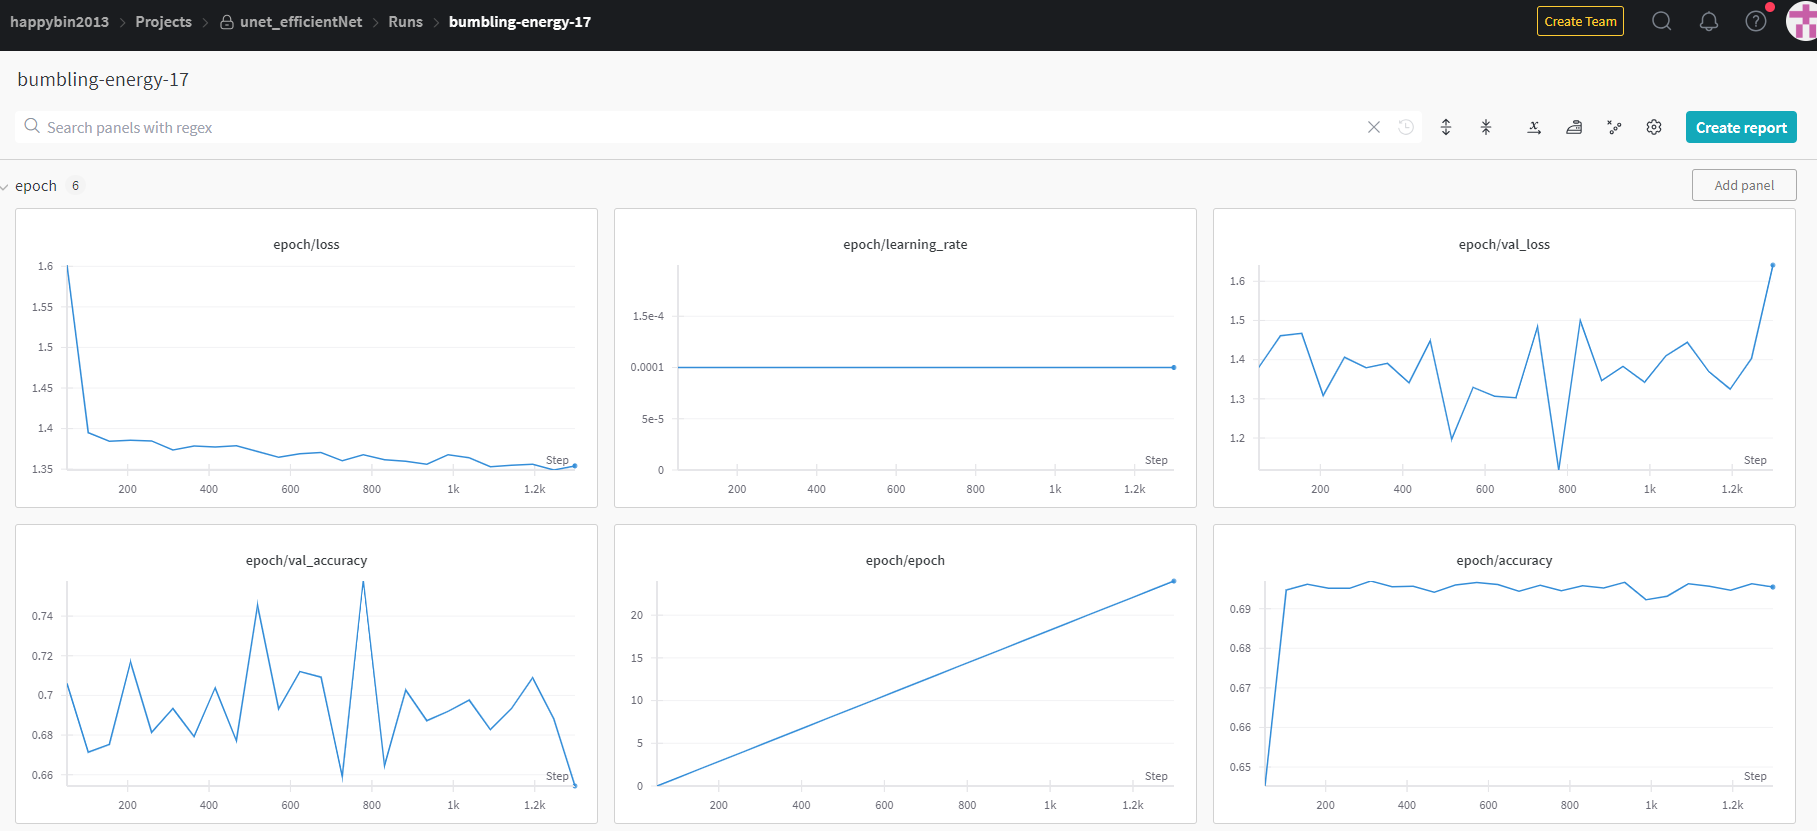 happybin2013 > Projects > unet_efficientNet > Runs > bumbling-energy-17
Create Team
bumbling-energy-17
Search panels with regex
Create report
epoch 6
Add panel
epoch/loss
1.6
1.55
1.5
1.45
1.4
1.35
Step
200 400 600 800 1k 1.2k
epoch/learning_rate
1.5e-4
0.0001
5e-5
0
Step
200 400 600 800 1k 1.2k
epoch/val_loss
1.6
1.5
1.4
1.3
1.2
Step
200 400 600 800 1k 1.2k
epoch/val_accuracy
0.74
0.72
0.7
0.68
0.66
Step
200 400 600 800 1k 1.2k
epoch/epoch
20
15
10
5
0
Step
200 400 600 800 1k 1.2k
epoch/accuracy
0.69
0.68
0.67
0.66
0.65
Step
200 400 600 800 1k 1.2k